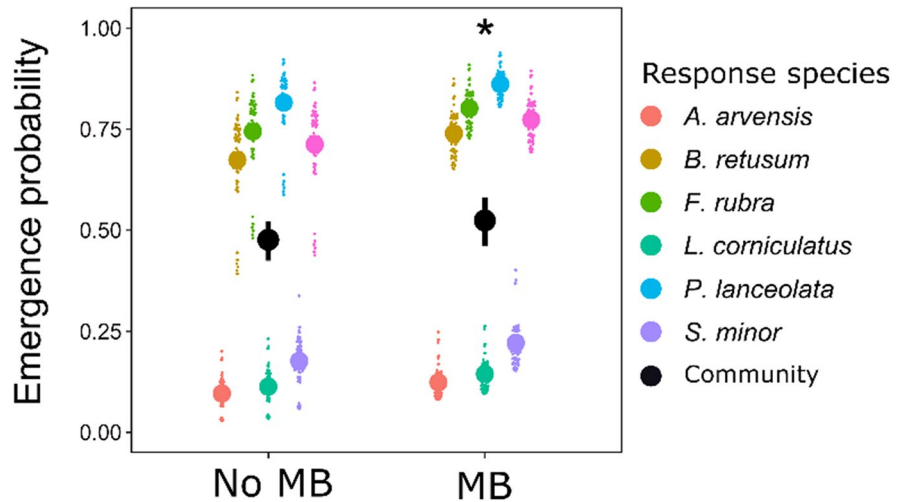 Emergence probability
1.00
0.75
0.50
0.25
0.00
*
No MB
MB
Response species
A. arvensis
B. retusum
F. rubra
L. corniculatus
P. lanceolata
S. minor
Community